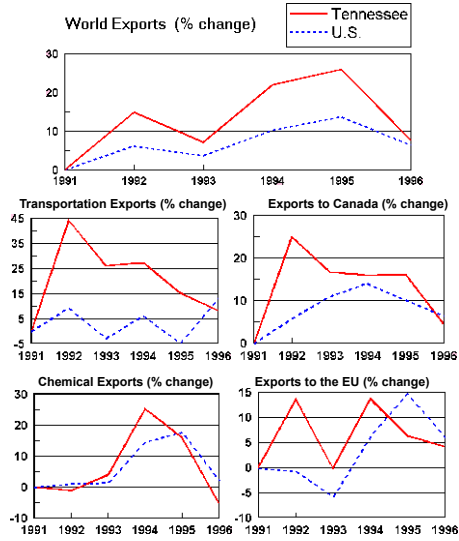 World Exports (% change)
Tennessee
U.S.
30
20
10
0
1991 1992 1993 1994 1995 1996
Transportation Exports (% change)
45
35
25
15
5
-5
1991 1992 1993 1994 1995 1996
Exports to Canada (% change)
30
20
10
0
1991 1992 1993 1994 1995 1996
Chemical Exports (% change)
30
20
10
0
-10
1991 1992 1993 1994 1995 1996
Exports to the EU (% change)
15
10
5
0
-5
-10
1991 1992 1993 1994 1995 1996